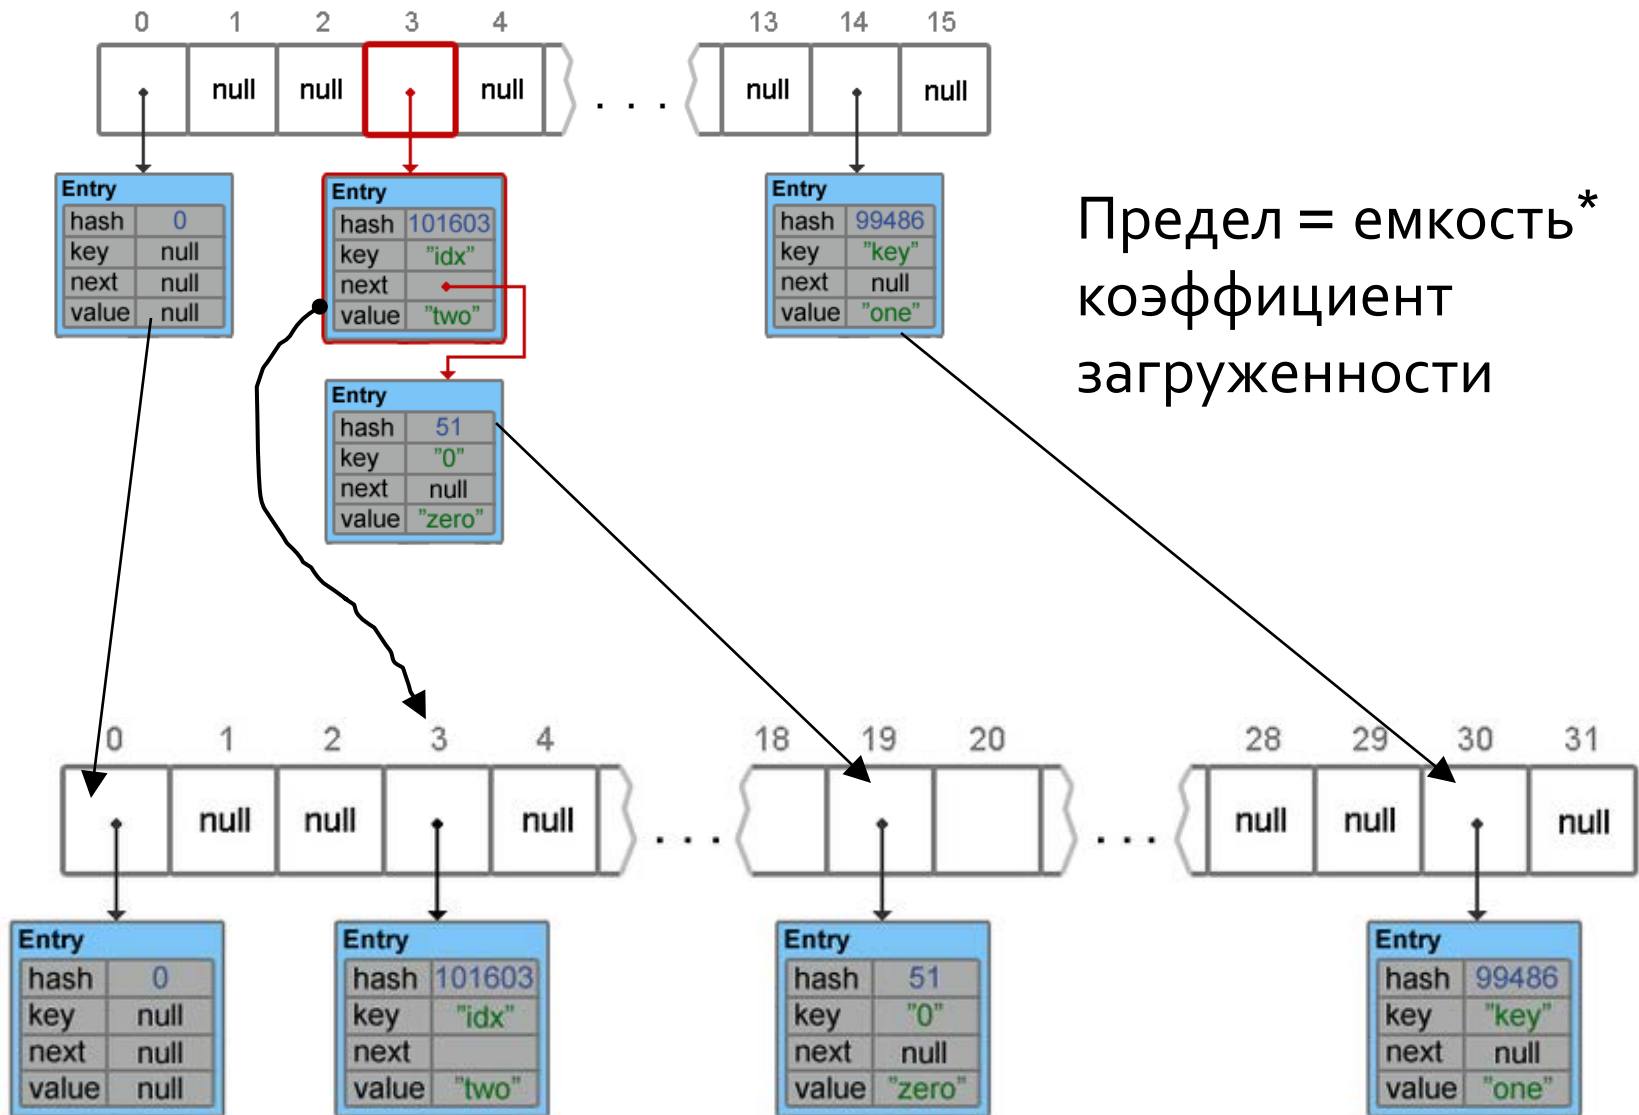 0 1 2 3 4 13 14 15
null null null . . . null null
Entry
hash 0
key null
next null
value null
Entry
hash 101603
key "idx"
next
value "two"
Entry
hash 51
key "0"
next null
value "zero"
Entry
hash 99486
key "key"
next null
value "one"
Предел = емкость*
коэффициент
загруженности
0 1 2 3 4 18 19 20 28 29 30 31
null null null . . . . . . null null null
Entry
hash 0
key null
next null
value null
Entry
hash 101603
key "idx"
next
value "two"
Entry
hash 51
key "0"
next null
value "zero"
Entry
hash 99486
key "key"
next null
value "one"